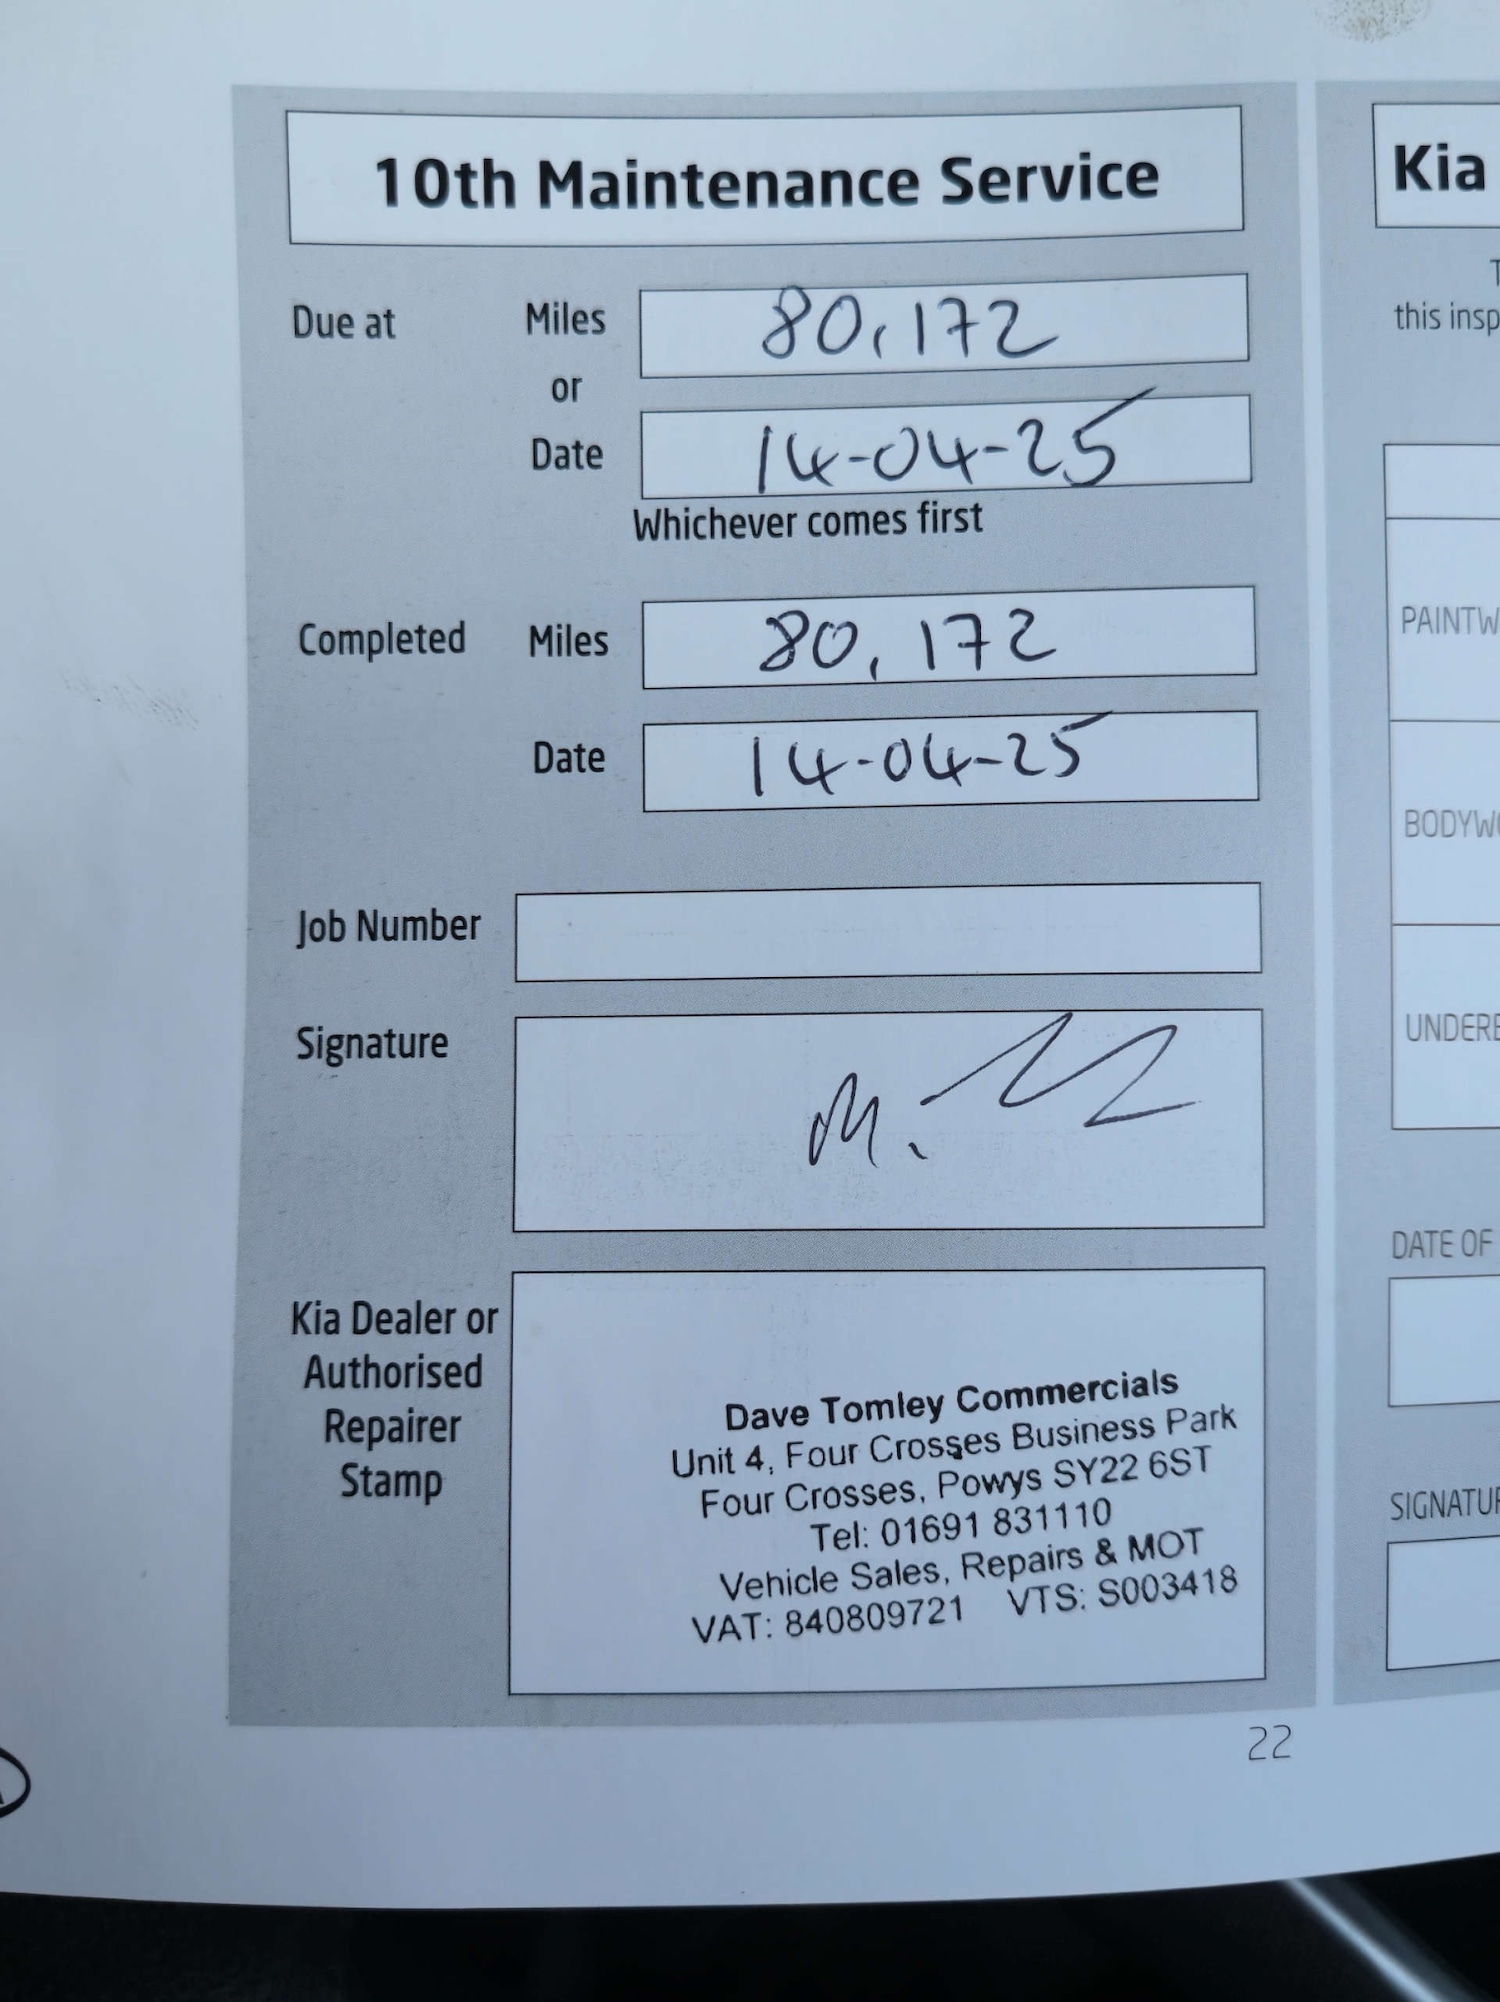 10th Maintenance Service
Due at Miles 80,172
or
Date 14-04-25
Whichever comes first
Completed Miles 80,172
Date 14-04-25
Job Number
Signature
M.
Kia Dealer or
Authorised
Repairer
Stamp
Dave Tomley Commercials
Unit 4, Four Crosses Business Park
Four Crosses, Powys SY22 6ST
Tel: 01691 831110
Vehicle Sales, Repairs & MOT
VAT: 840809721 VTS: S003418
22
Kia
this insp
PAINTW
BODYW
UNDER
DATE OF
SIGNATU